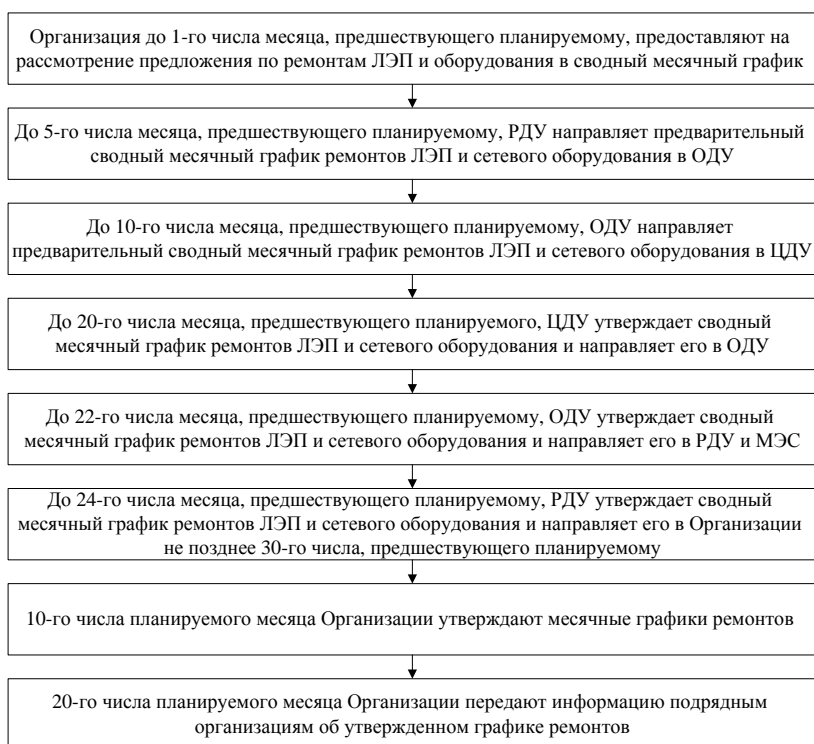 Организация до 1-го числа месяца, предшествующего планируемому, предоставляют на
рассмотрение предложения по ремонтам ЛЭП и оборудования в сводный месячный график
До 5-го числа месяца, предшествующего планируемому, РДУ направляет предварительный
сводный месячный график ремонтов ЛЭП и сетевого оборудования в ОДУ
До 10-го числа месяца, предшествующего планируемому, ОДУ направляет
предварительный сводный месячный график ремонтов ЛЭП и сетевого оборудования в ЦДУ
До 20-го числа месяца, предшествующего планируемого, ЦДУ утверждает сводный
месячный график ремонтов ЛЭП и сетевого оборудования и направляет его в ОДУ
До 22-го числа месяца, предшествующего планируемому, ОДУ утверждает сводный
месячный график ремонтов ЛЭП и сетевого оборудования и направляет его в РДУ и МЭС
До 24-го числа месяца, предшествующего планируемому, РДУ утверждает сводный
месячный график ремонтов ЛЭП и сетевого оборудования и направляет его в Организации
не позднее 30-го числа, предшествующего планируемому
10-го числа планируемого месяца Организации утверждают месячные графики ремонтов
20-го числа планируемого месяца Организации передают информацию подрядным
организациям об утвержденном графике ремонтов